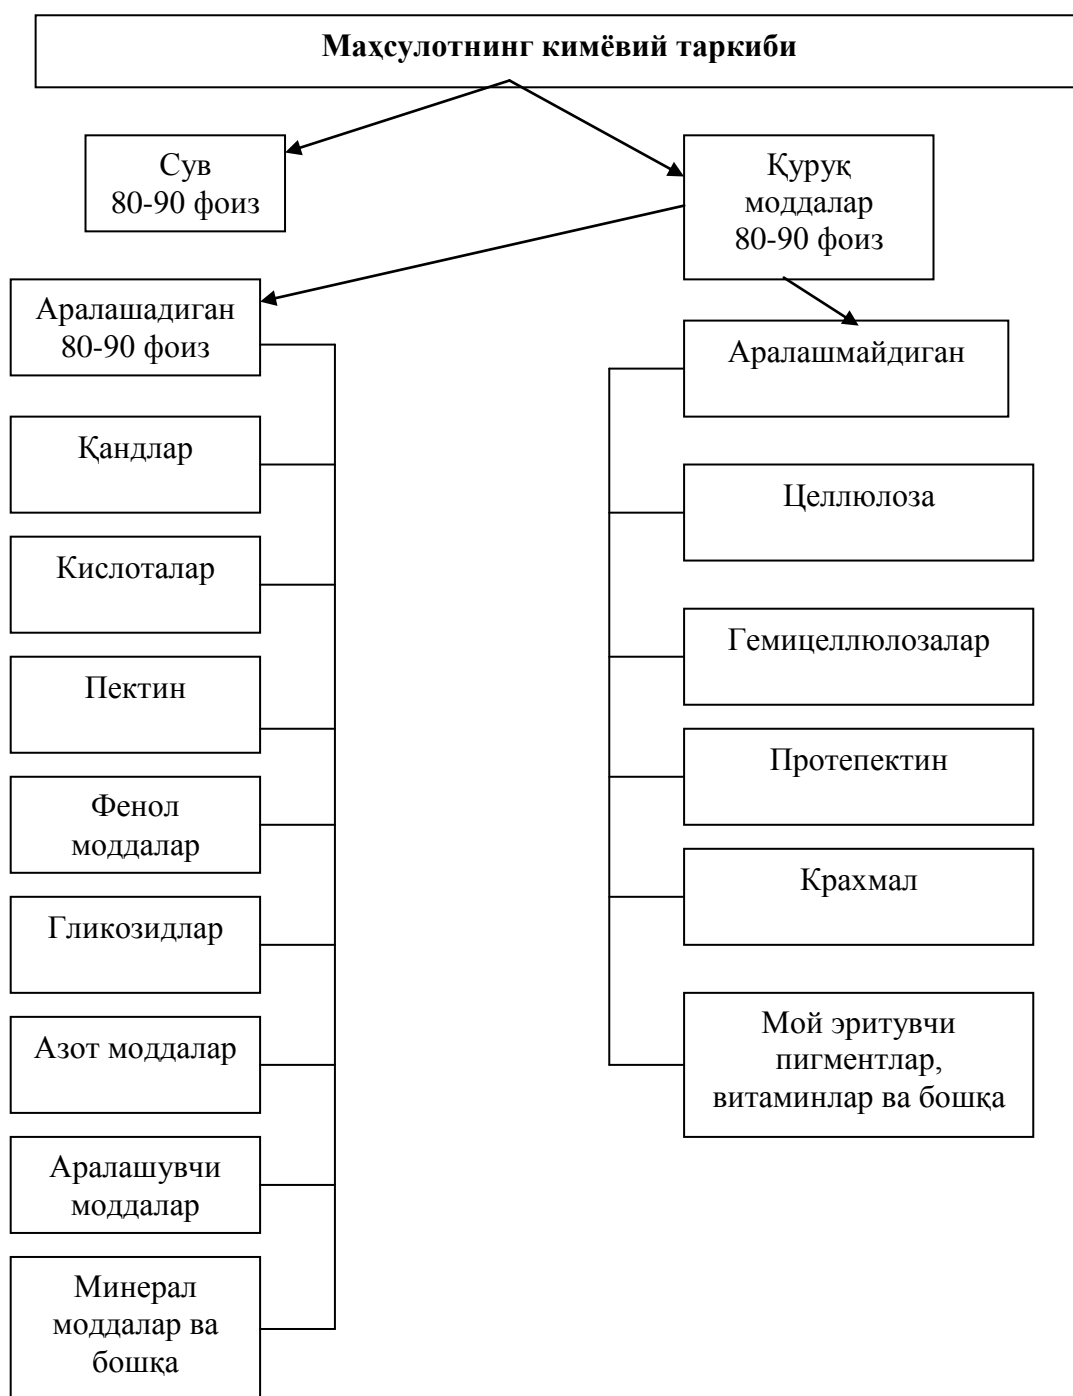 Маҳсулотнинг кимёвий таркиби
Сув
80-90 фоиз
Қуруқ
моддалар
80-90 фоиз
Аралашадиган
80-90 фоиз
Қандлар
Кислоталар
Пектин
Фенол
моддалар
Гликозидлар
Азот моддалар
Аралашувчи
моддалар
Минерал
моддалар ва
бошқа
Аралашмайдиган
Целлюлоза
Гемицеллюлозалар
Протепектин
Крахмал
Мой эритувчи
пигментлар,
витаминлар ва бошқа